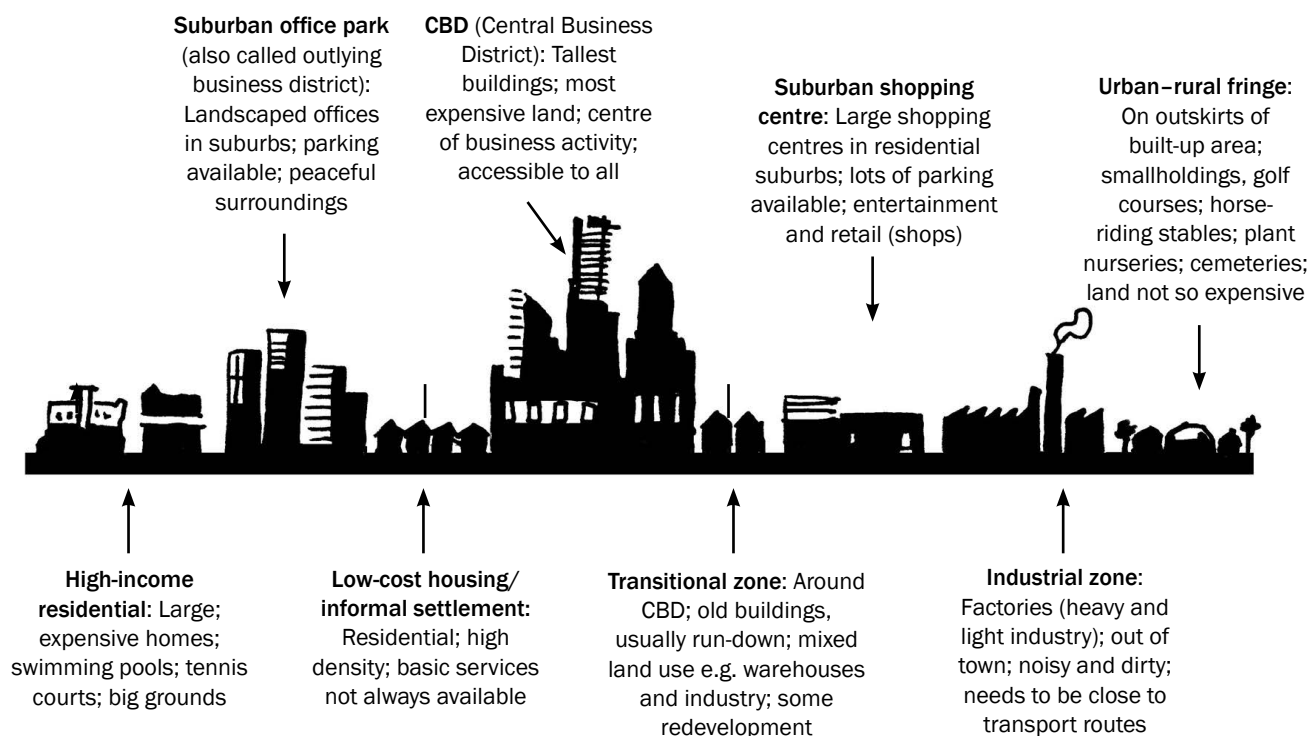 Suburban office park
(also called outlying
business district):
Landscaped offices
in suburbs; parking
available; peaceful
surroundings
CBD (Central Business
District): Tallest
buildings; most
expensive land; centre
of business activity;
accessible to all
Suburban shopping
centre: Large shopping
centres in residential
suburbs; lots of parking
available; entertainment
and retail (shops)
Urban–rural fringe:
On outskirts of
built-up area;
smallholdings, golf
courses; horse-
riding stables; plant
nurseries; cemeteries;
land not so expensive
High-income
residential: Large;
expensive homes;
swimming pools; tennis
courts; big grounds
Low-cost housing/
informal settlement:
Residential; high
density; basic services
not always available
Transitional zone: Around
CBD; old buildings,
usually run-down; mixed
land use e.g. warehouses
and industry; some
redevelopment
Industrial zone:
Factories (heavy and
light industry); out of
town; noisy and dirty;
needs to be close to
transport routes